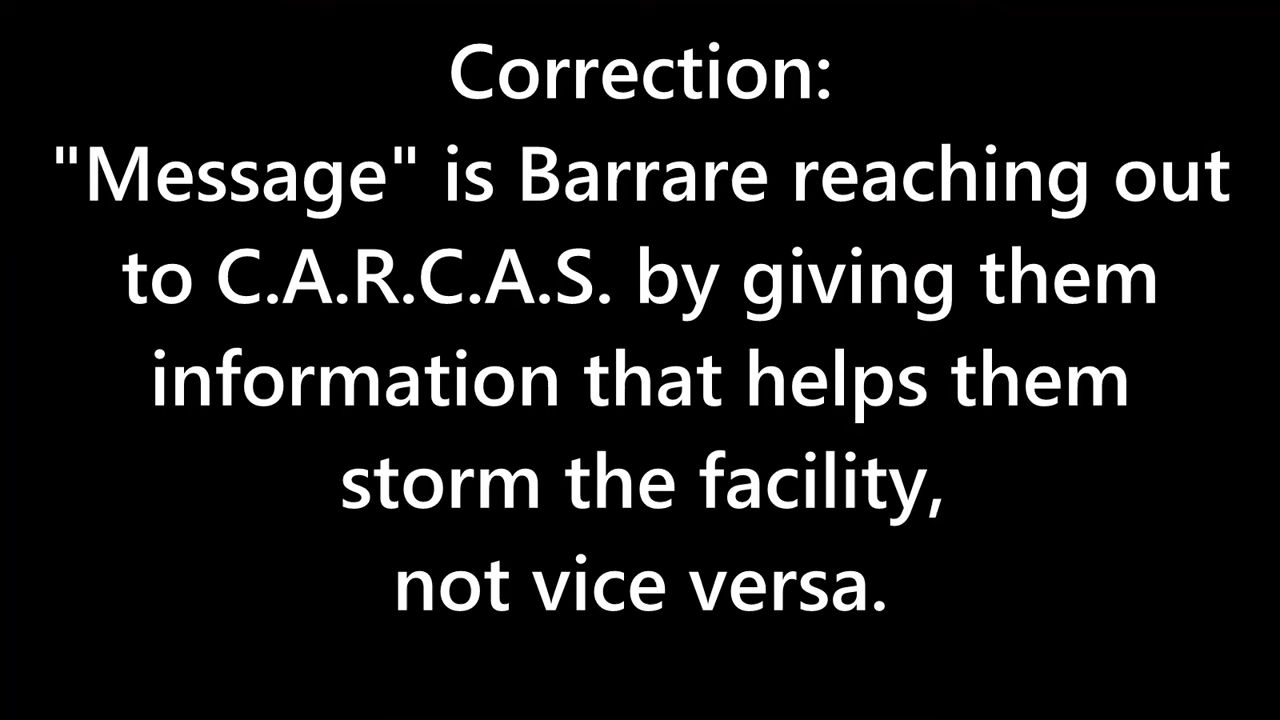 Correction:
"Message" is Barrare reaching out
to C.A.R.C.A.S. by giving them
information that helps them
storm the facility,
not vice versa.